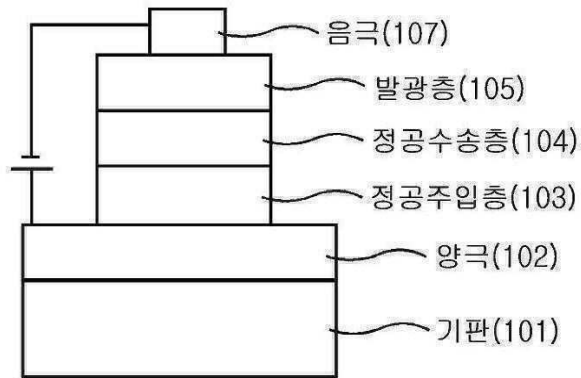 음극(107)
발광층(105)
정공수송층(104)
정공주입층(103)
양극(102)
기판(101)